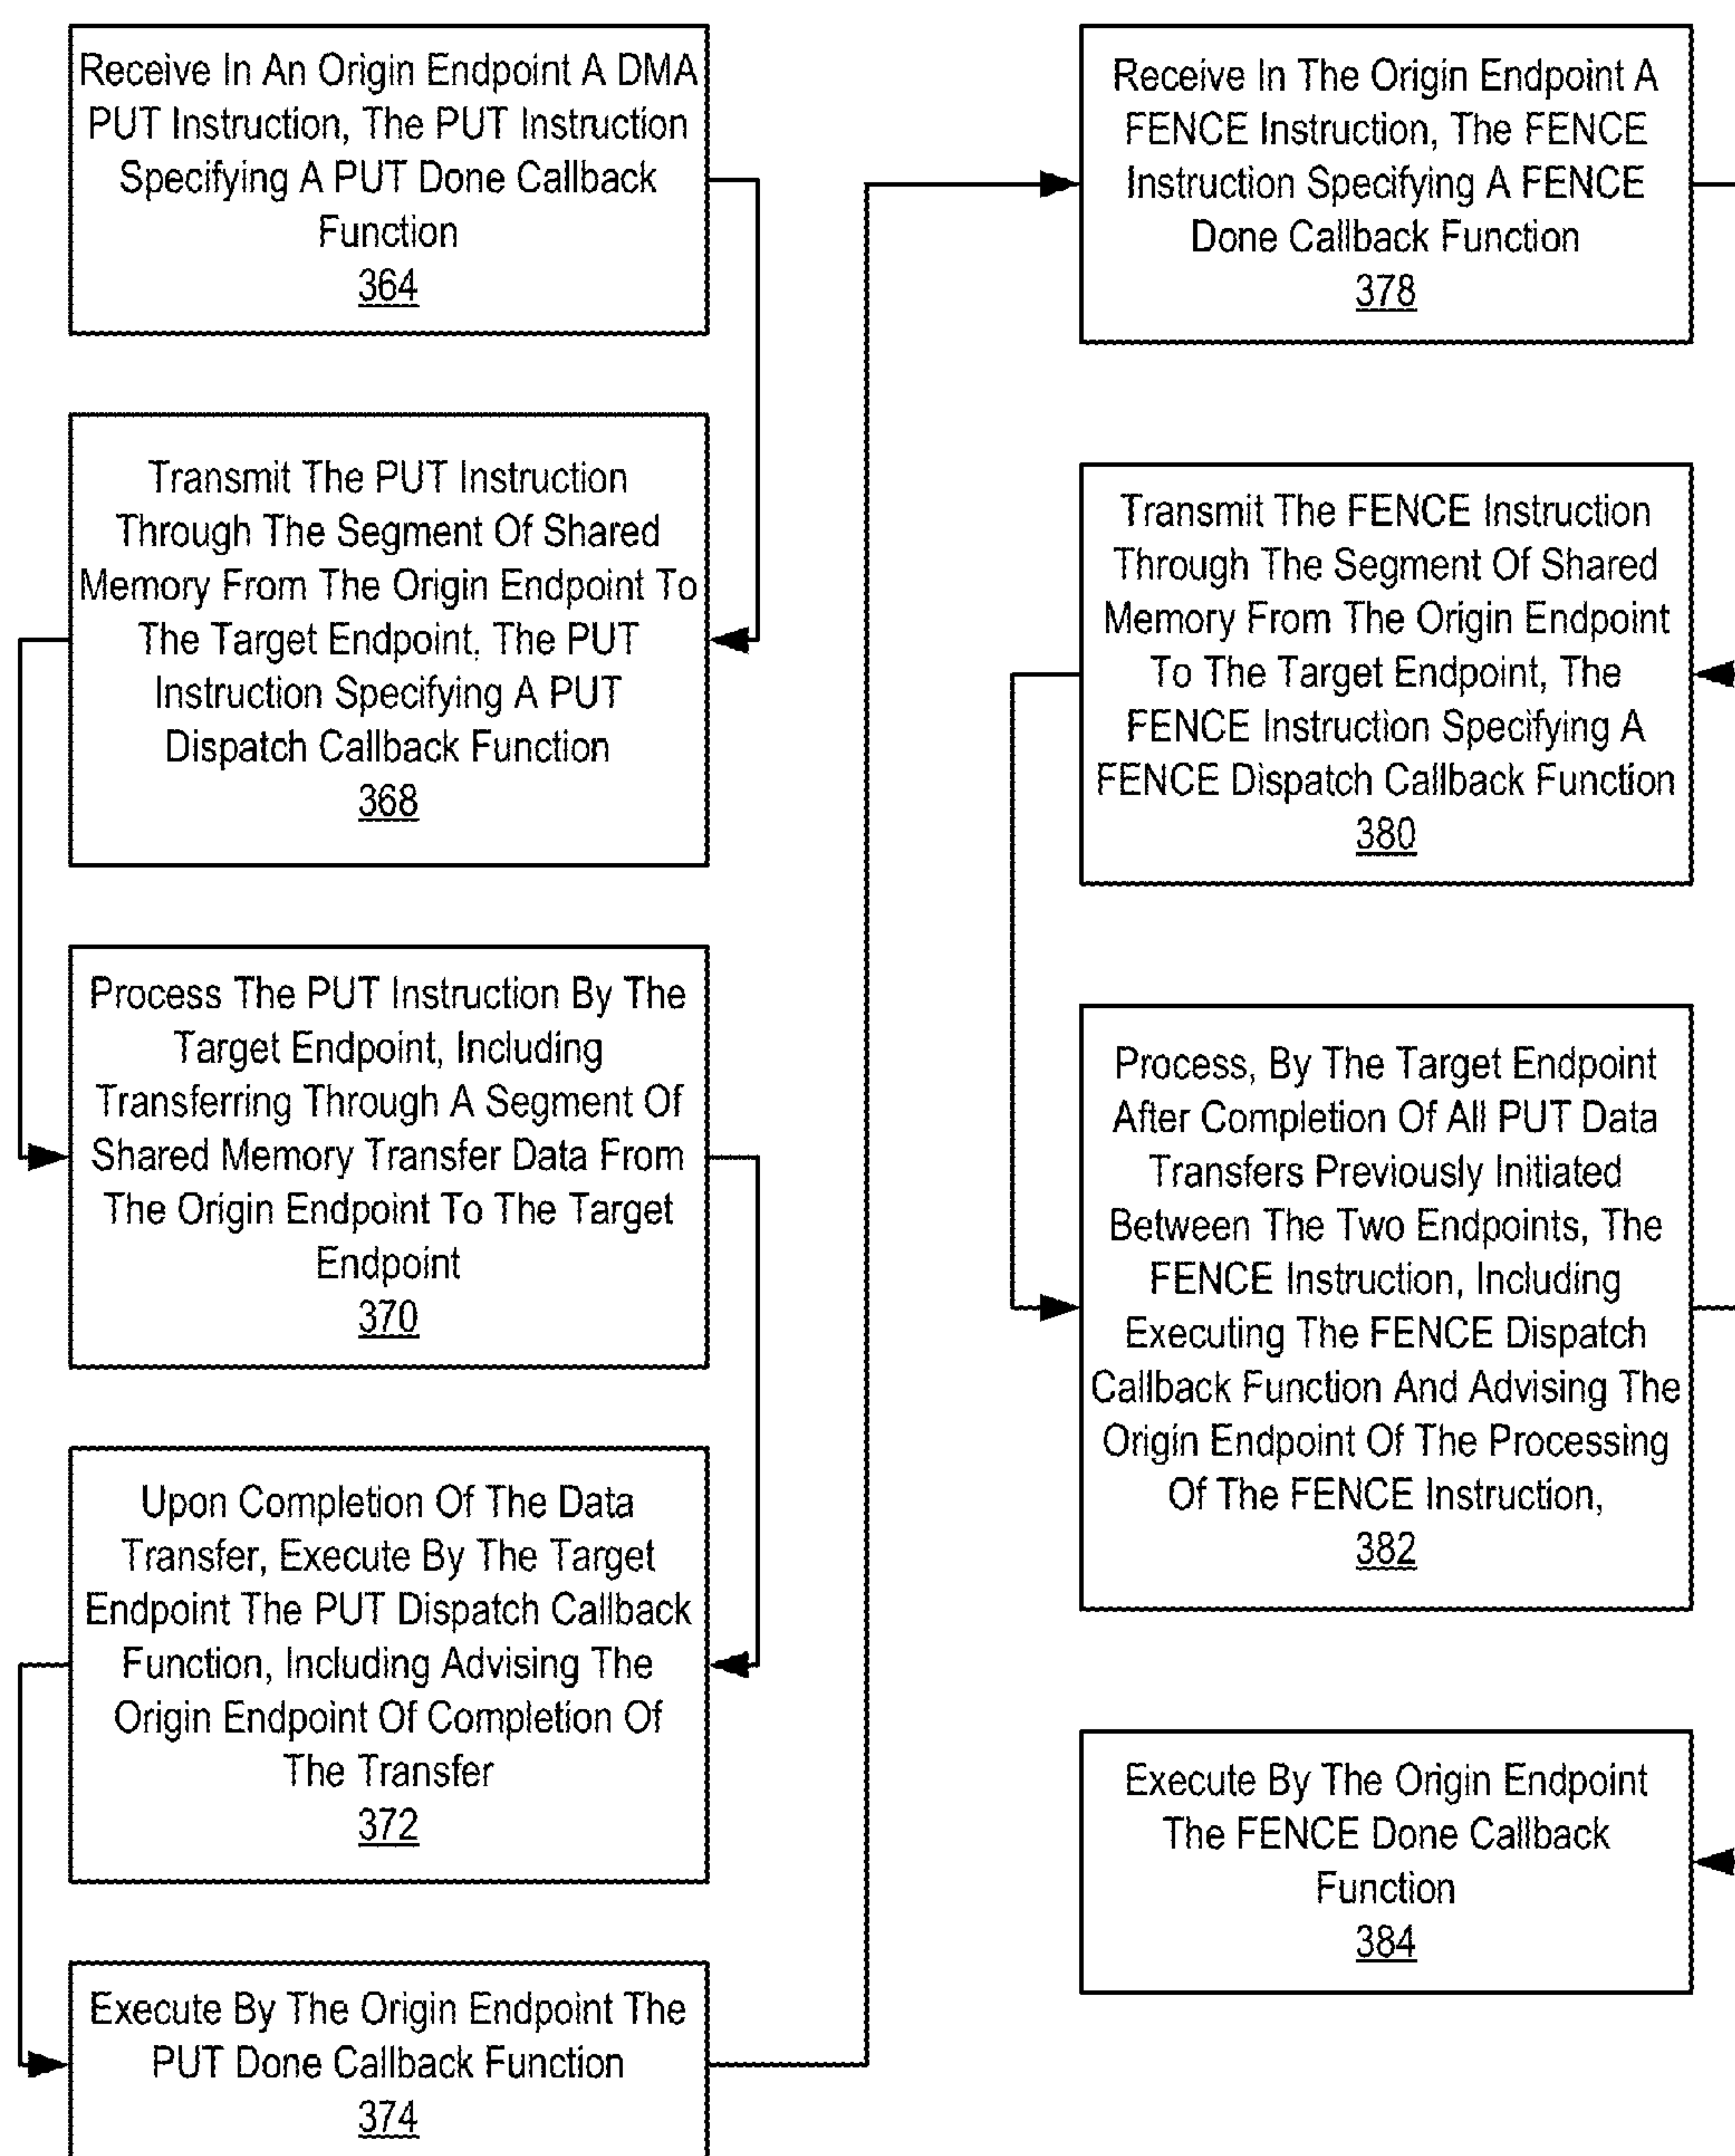 Receive In An Origin Endpoint A DMA
PUT Instruction, The PUT Instruction
Specifying A PUT Done Callback
Function
364
Transmit The PUT Instruction
Through The Segment Of Shared
Memory From The Origin Endpoint To
The Target Endpoint, The PUT
Instruction Specifying A PUT
Dispatch Callback Function
368
Process The PUT Instruction By The
Target Endpoint, Including
Transferring Through A Segment Of
Shared Memory Transfer Data From
The Origin Endpoint To The Target
Endpoint
370
Upon Completion Of The Data
Transfer, Execute By The Target
Endpoint The PUT Dispatch Callback
Function, Including Advising The
Origin Endpoint Of Completion Of
The Transfer
372
Execute By The Origin Endpoint The
PUT Done Callback Function
374
Receive In The Origin Endpoint A
FENCE Instruction, The FENCE
Instruction Specifying A FENCE
Done Callback Function
378
Transmit The FENCE Instruction
Through The Segment Of Shared
Memory From The Origin Endpoint
To The Target Endpoint, The
FENCE Instruction Specifying A
FENCE Dispatch Callback Function
380
Process, By The Target Endpoint
After Completion Of All PUT Data
Transfers Previously Initiated
Between The Two Endpoints, The
FENCE Instruction, Including
Executing The FENCE Dispatch
Callback Function And Advising The
Origin Endpoint Of The Processing
Of The FENCE Instruction,
382
Execute By The Origin Endpoint
The FENCE Done Callback
Function
384